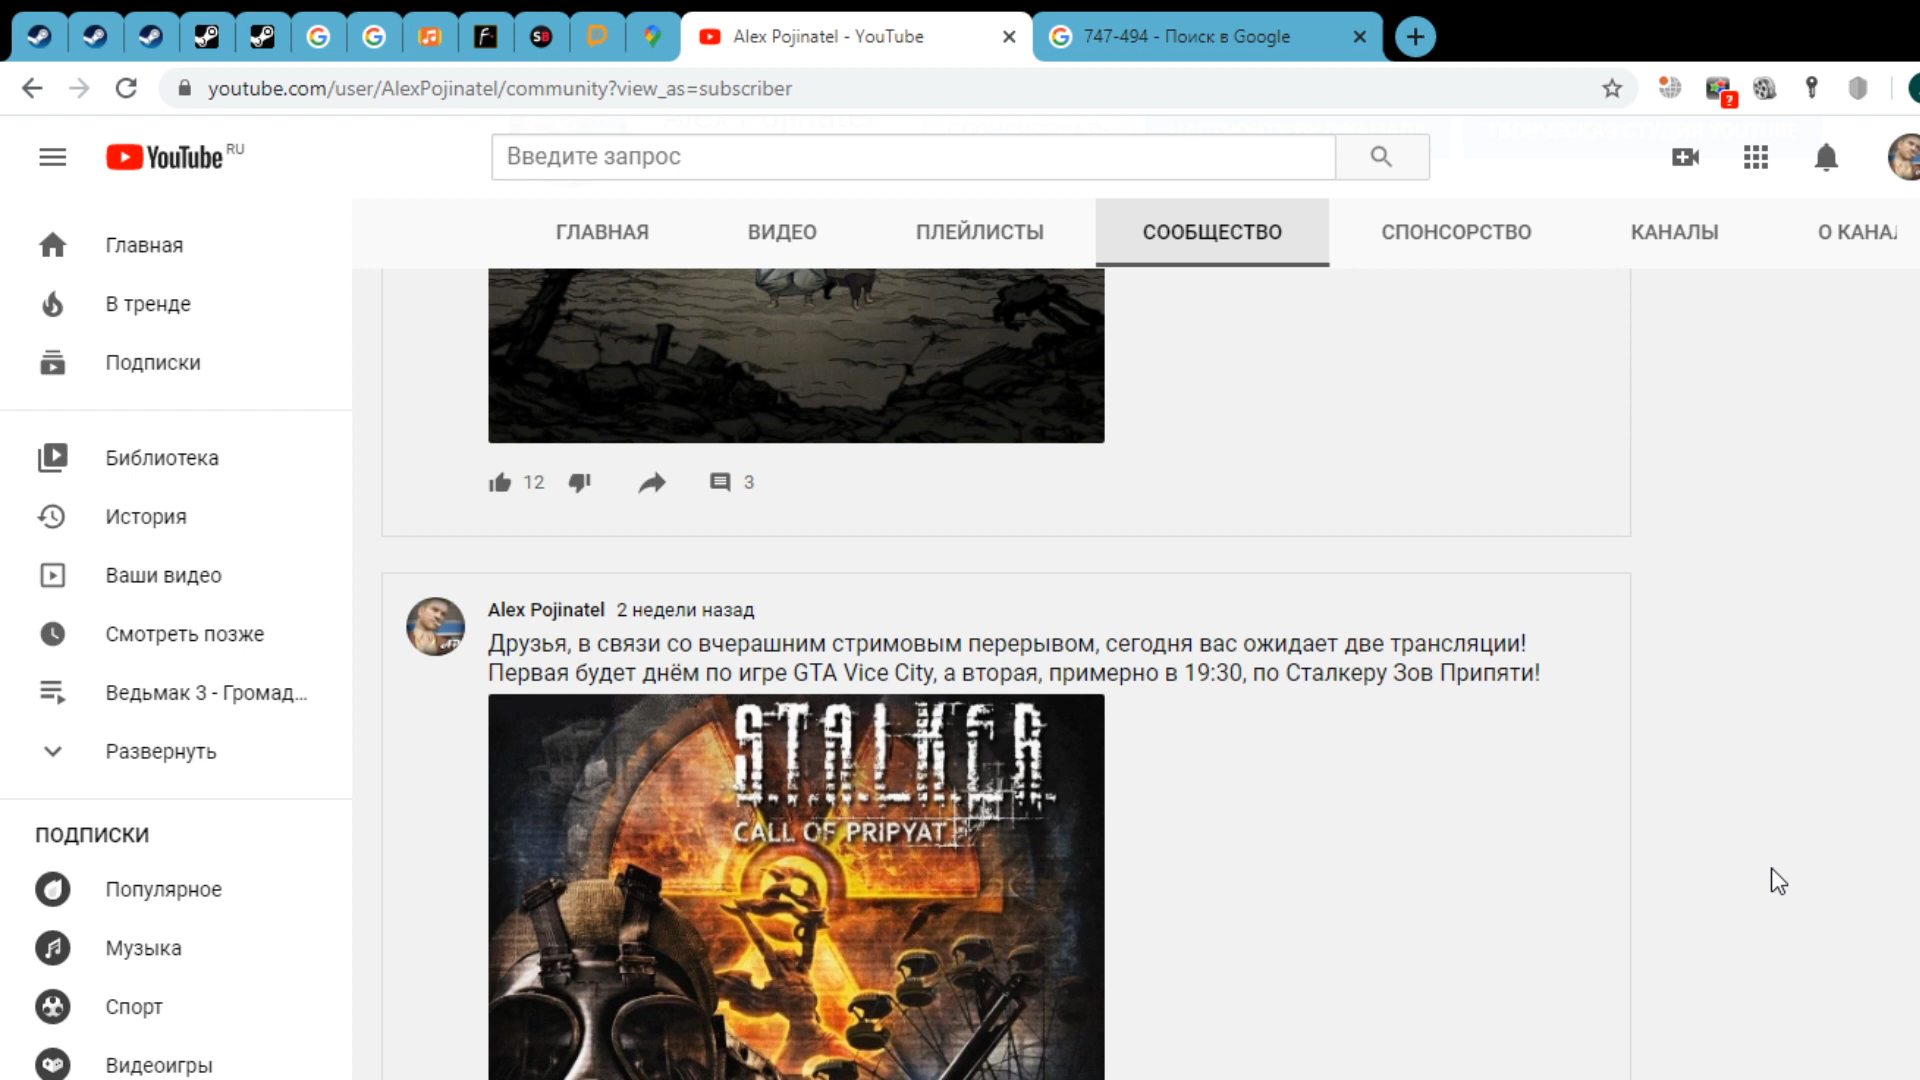 Alex Pojinatel - YouTube
747-494 - Поиск в Google
youtube.com/user/AlexPojinatel/community?view_as=subscriber
YouTube RU
Введите запрос
ГЛАВНАЯ ВИДЕО ПЛЕЙЛИСТЫ СООБЩЕСТВО СПОНСОРСТВО КАНАЛЫ О КАНАЛ
Главная
В тренде
Подписки
Библиотека
История
Ваши видео
Смотреть позже
Ведьмак 3 - Громад...
Развернуть
ПОДПИСКИ
Популярное
Музыка
Спорт
Видеоигры
12
3
Alex Pojinatel 2 недели назад
Друзья, в связи со вчерашним стримовым перерывом, сегодня вас ожидает две трансляции!
Первая будет днём по игре GTA Vice City, а вторая, примерно в 19:30, по Сталкеру Зов Припяти!
S.T.A.L.K.E.R.
CALL OF PRIPYAT